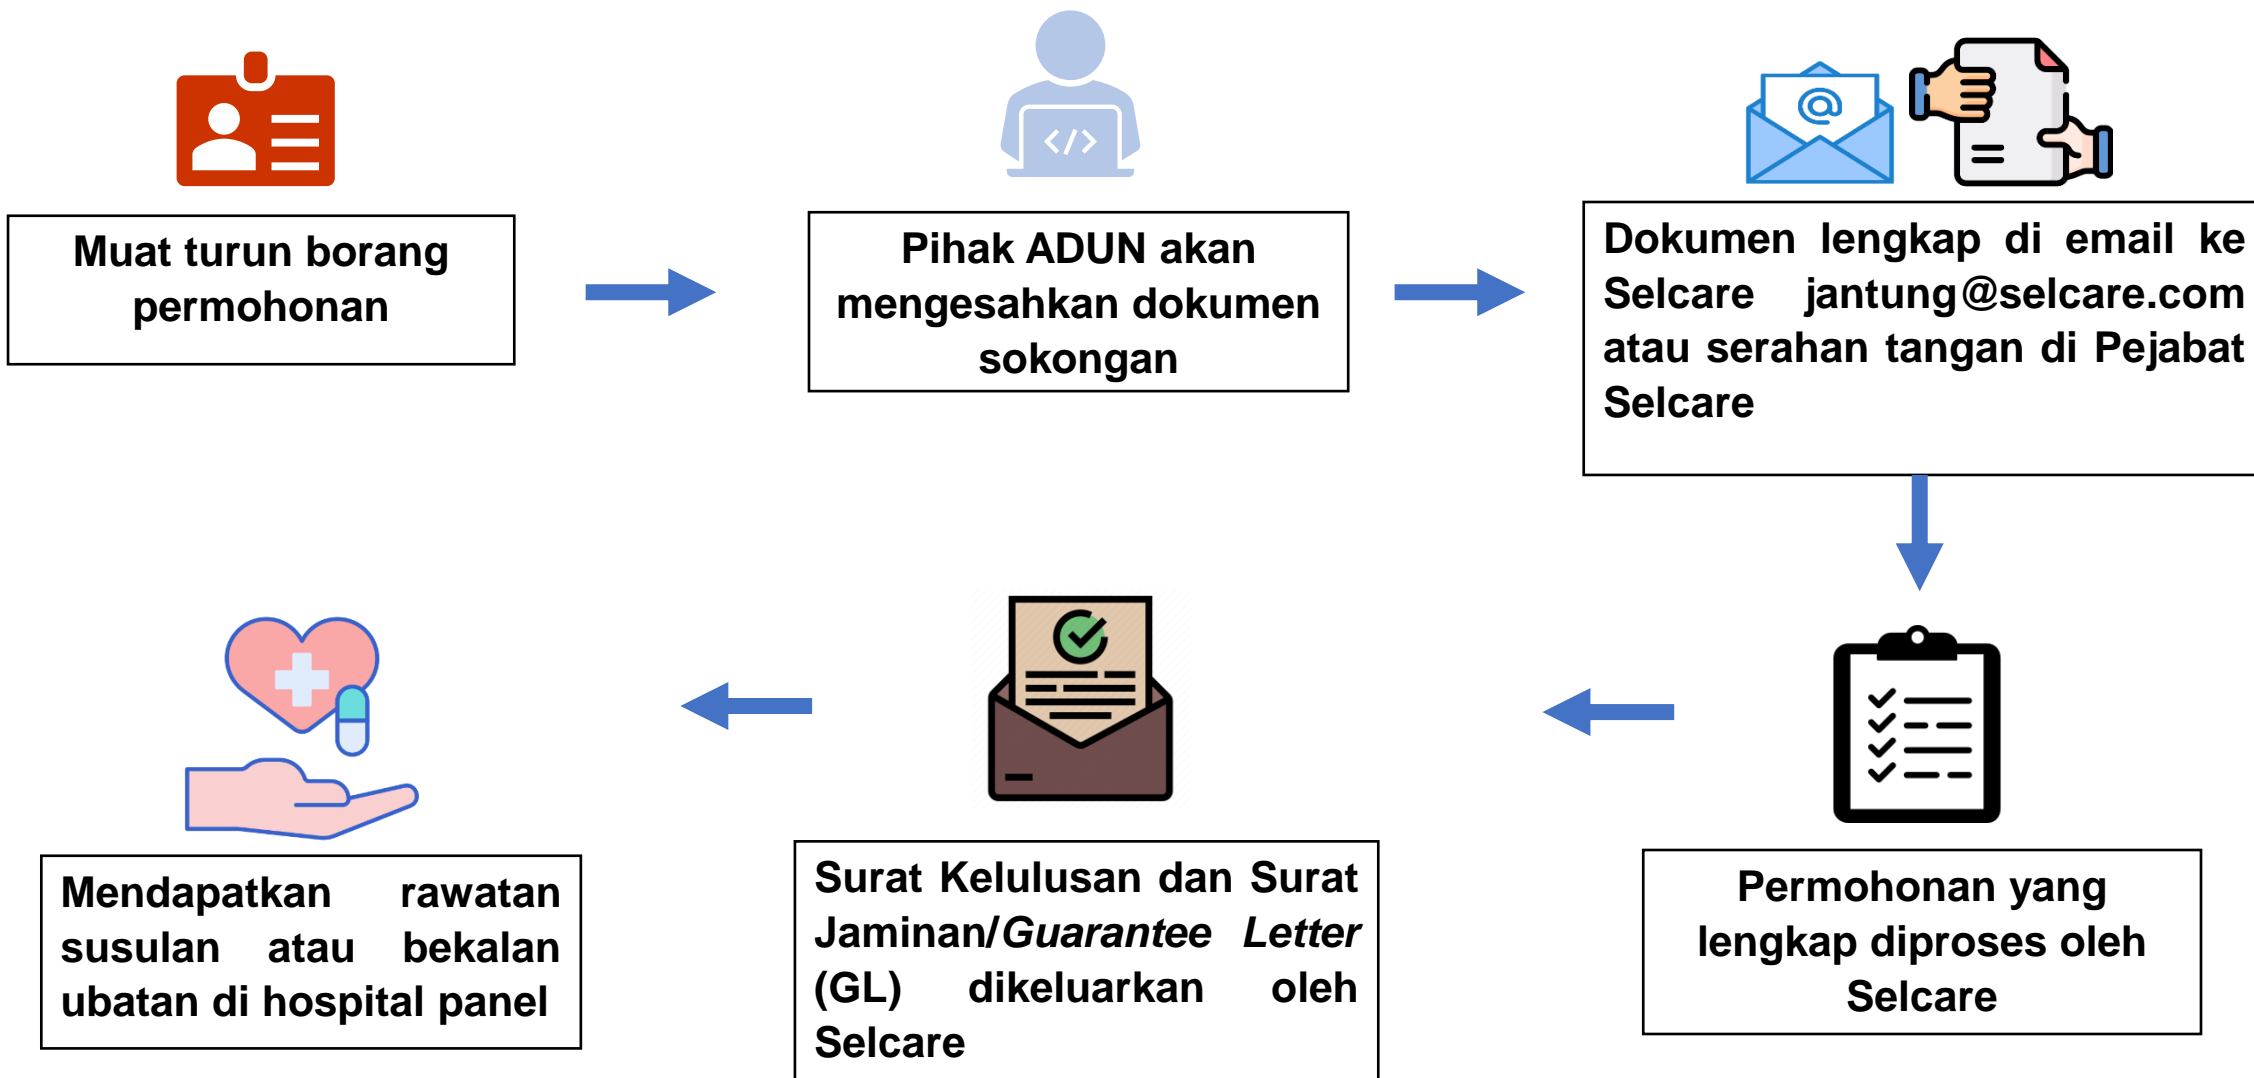 Muat turun borang
permohonan
Pihak ADUN akan
mengesahkan dokumen
sokongan
Dokumen lengkap di email ke
Selcare jantung@selcare.com
atau serahan tangan di Pejabat
Selcare
Permohonan yang
lengkap diproses oleh
Selcare
Surat Kelulusan dan Surat
Jaminan/Guarantee Letter
(GL) dikeluarkan oleh
Selcare
Mendapatkan rawatan
susulan atau bekalan
ubatan di hospital panel